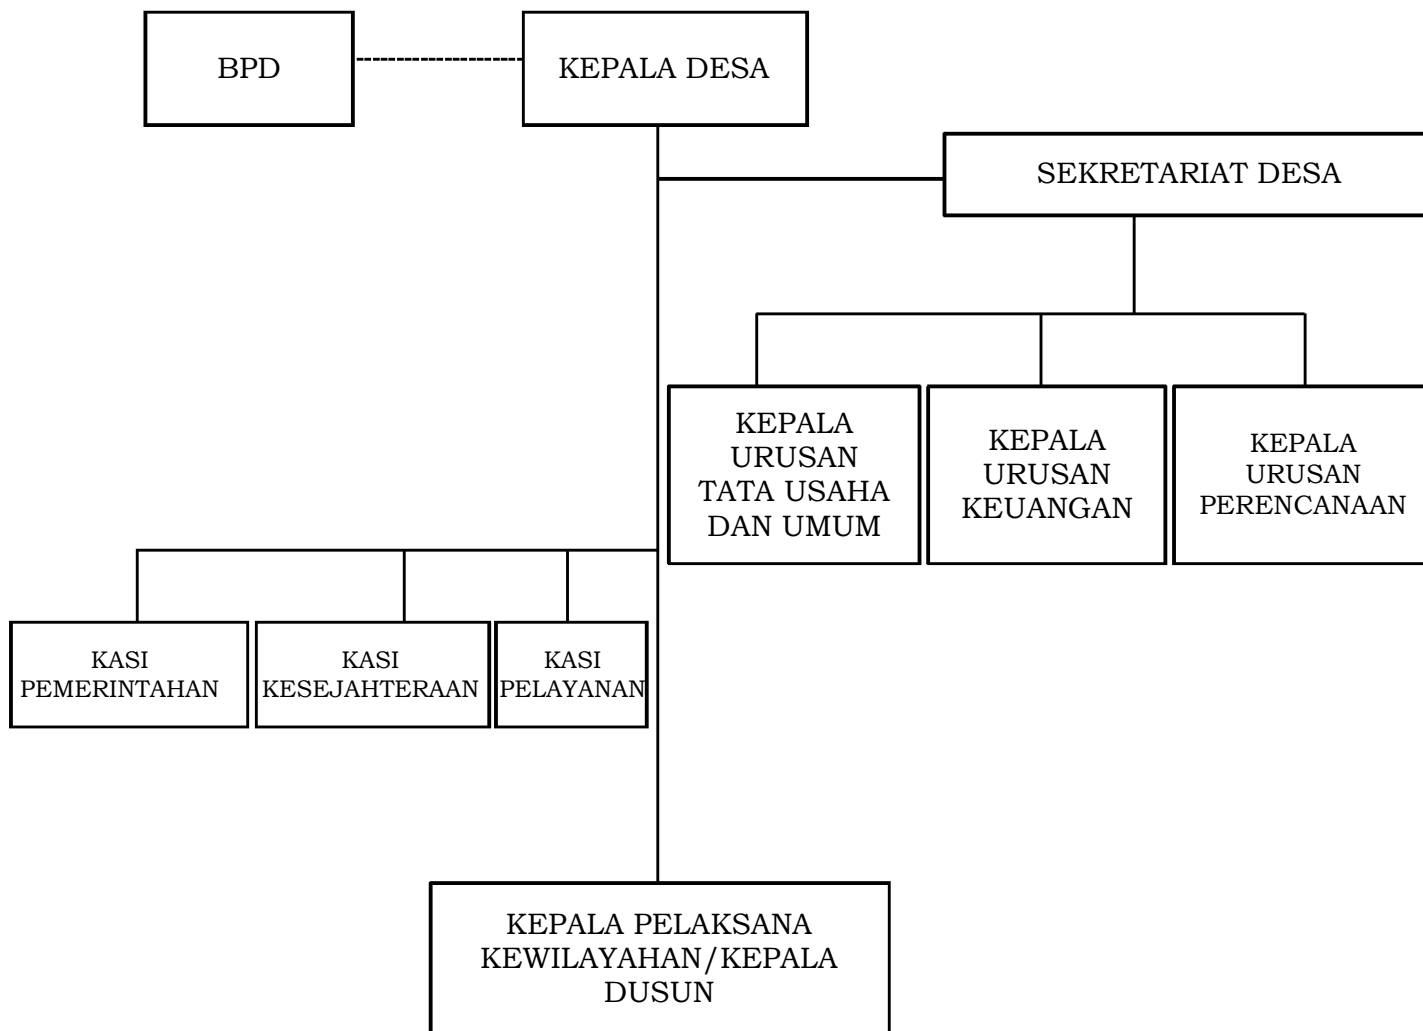 BPD
KEPALA DESA
SEKRETARIAT DESA
KEPALA
URUSAN
TATA USAHA
DAN UMUM
KEPALA
URUSAN
KEUANGAN
KEPALA
URUSAN
PERENCANAAN
KASI
PEMERINTAHAN
KASI
KESEJAHTERAAN
KASI
PELAYANAN
KEPALA PELAKSANA
KEWILAYAHAN/KEPALA
DUSUN